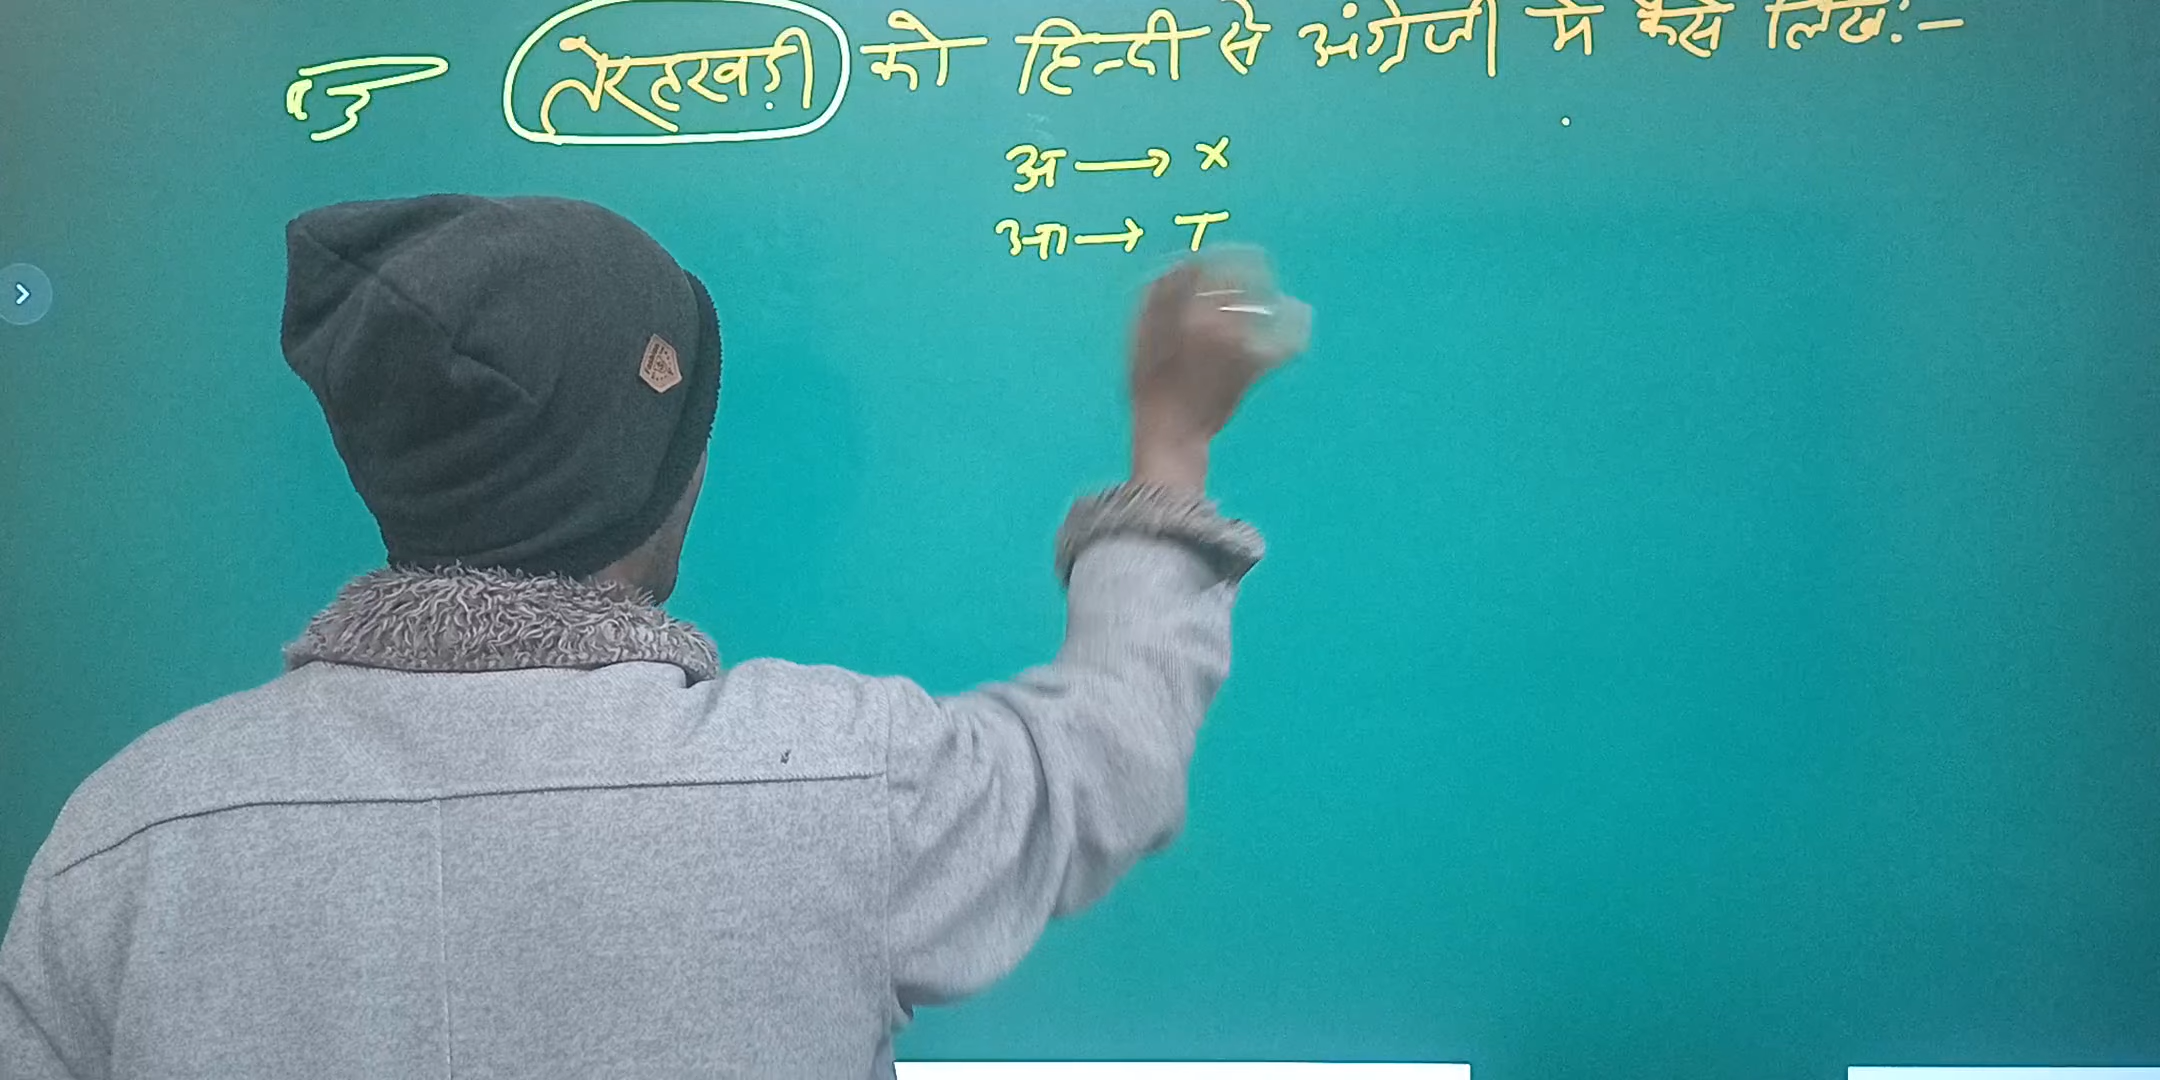 तेरहखड़ी को हिन्दी से अंग्रेजी में कैसे लिखें:-
अ → x
आ → ा